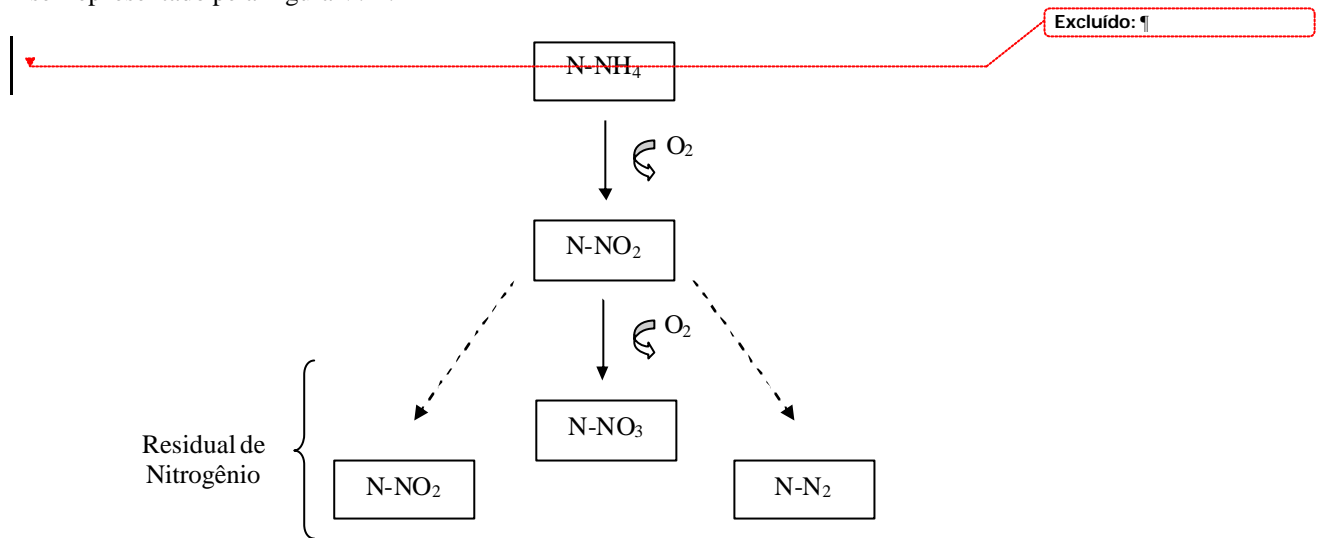 Excluído: ¶
N-NH₄
O₂
N-NO₂
O₂
N-NO₃
Residual de
Nitrogênio
N-NO₂
N-N₂